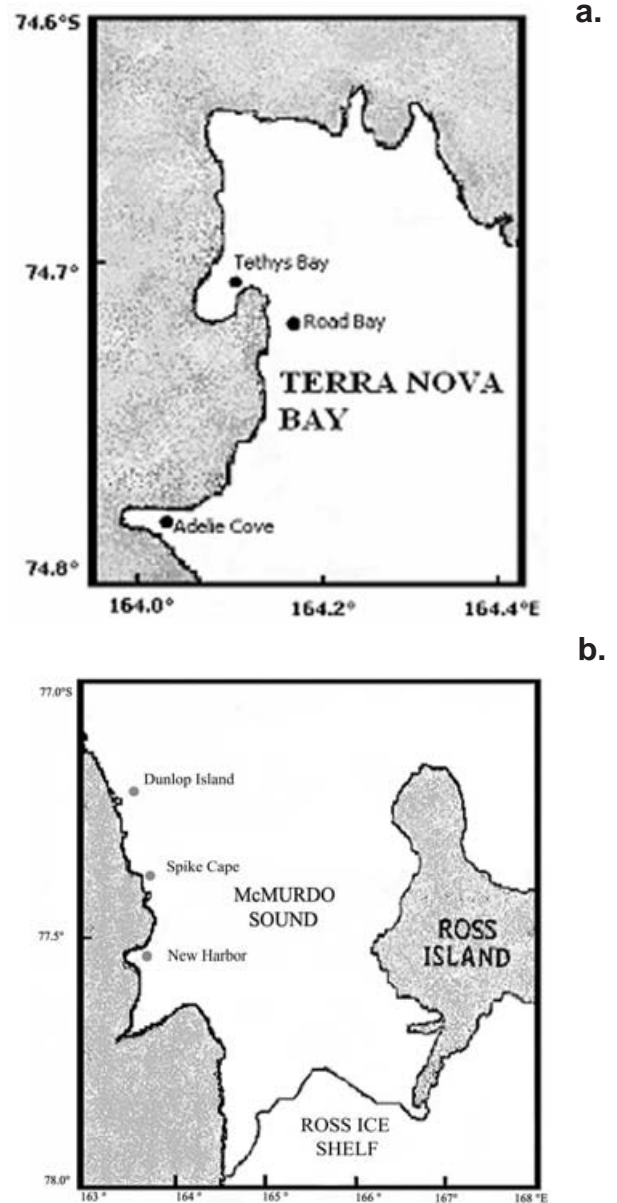 a.
74.6°S
Tethys Bay
74.7°
Road Bay
TERRA NOVA
BAY
Adelie Cove
74.8°
164.0°
164.2°
164.4°E
b.
77.0°S
Dunlop Island
Spike Cape
McMURDO
SOUND
ROSS
ISLAND
77.5°
New Harbor
ROSS ICE
SHELF
78.0°
163°
164°
165°
166°
167°
168 °E